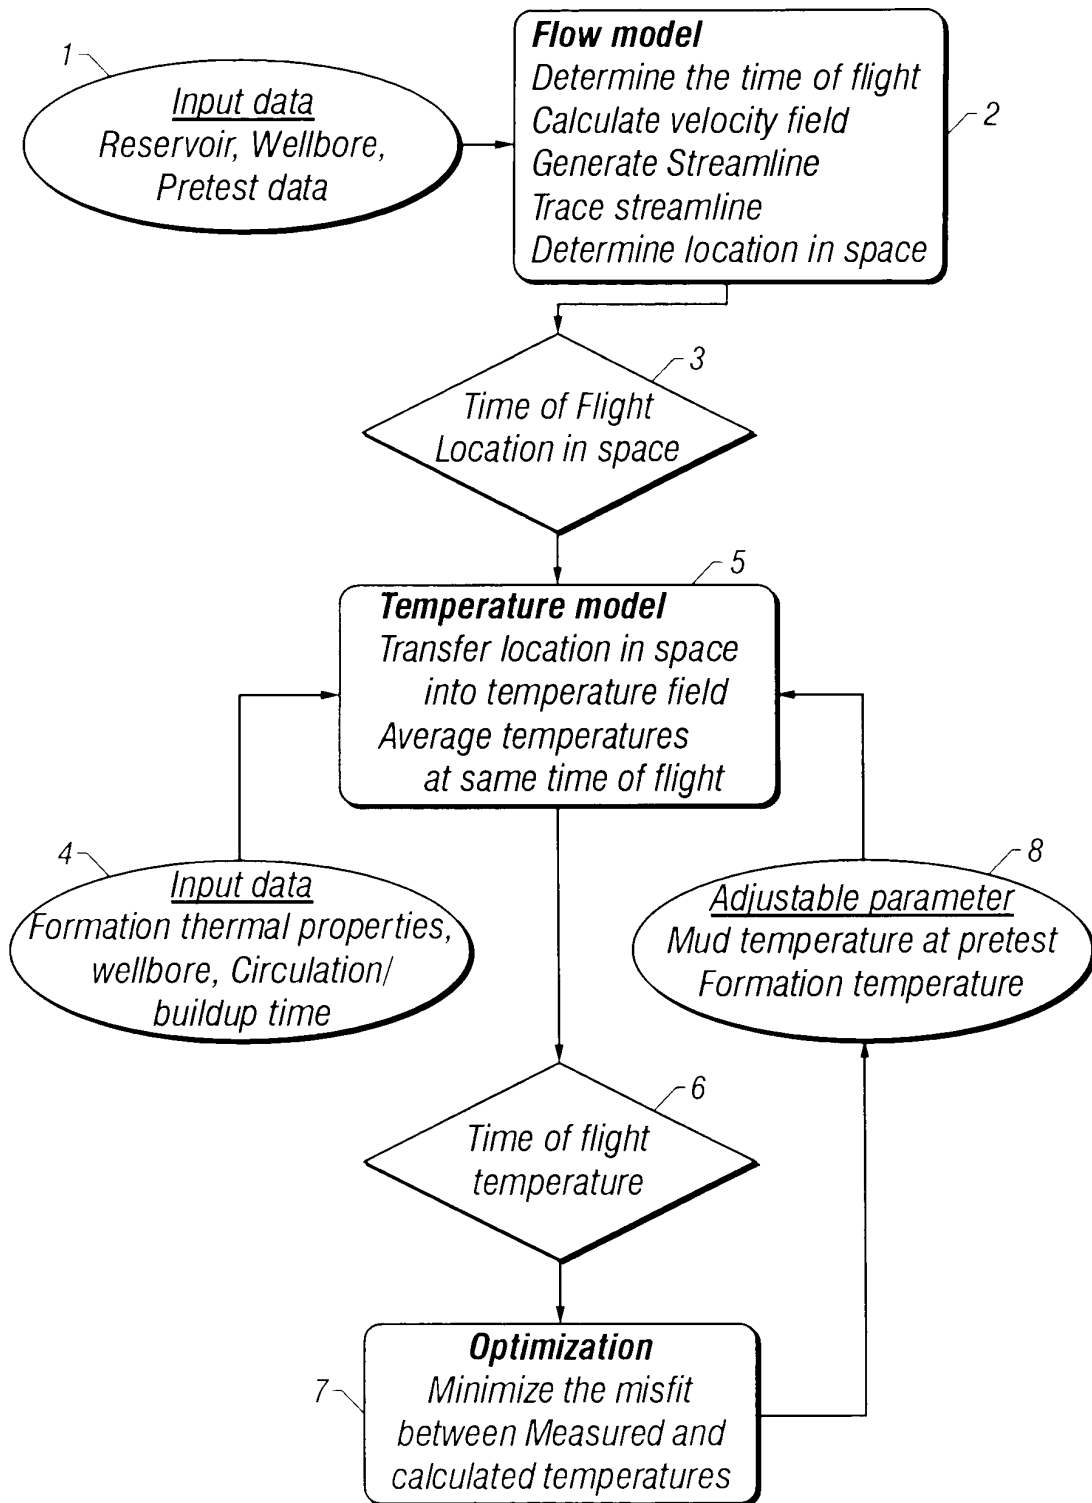 1
Input data
Reservoir, Wellbore,
Pretest data
Flow model
Determine the time of flight
Calculate velocity field
Generate Streamline
Trace streamline
Determine location in space
2
3
Time of Flight
Location in space
5
Temperature model
Transfer location in space
into temperature field
Average temperatures
at same time of flight
4
Input data
Formation thermal properties,
wellbore, Circulation/
buildup time
8
Adjustable parameter
Mud temperature at pretest
Formation temperature
6
Time of flight
temperature
7
Optimization
Minimize the misfit
between Measured and
calculated temperatures